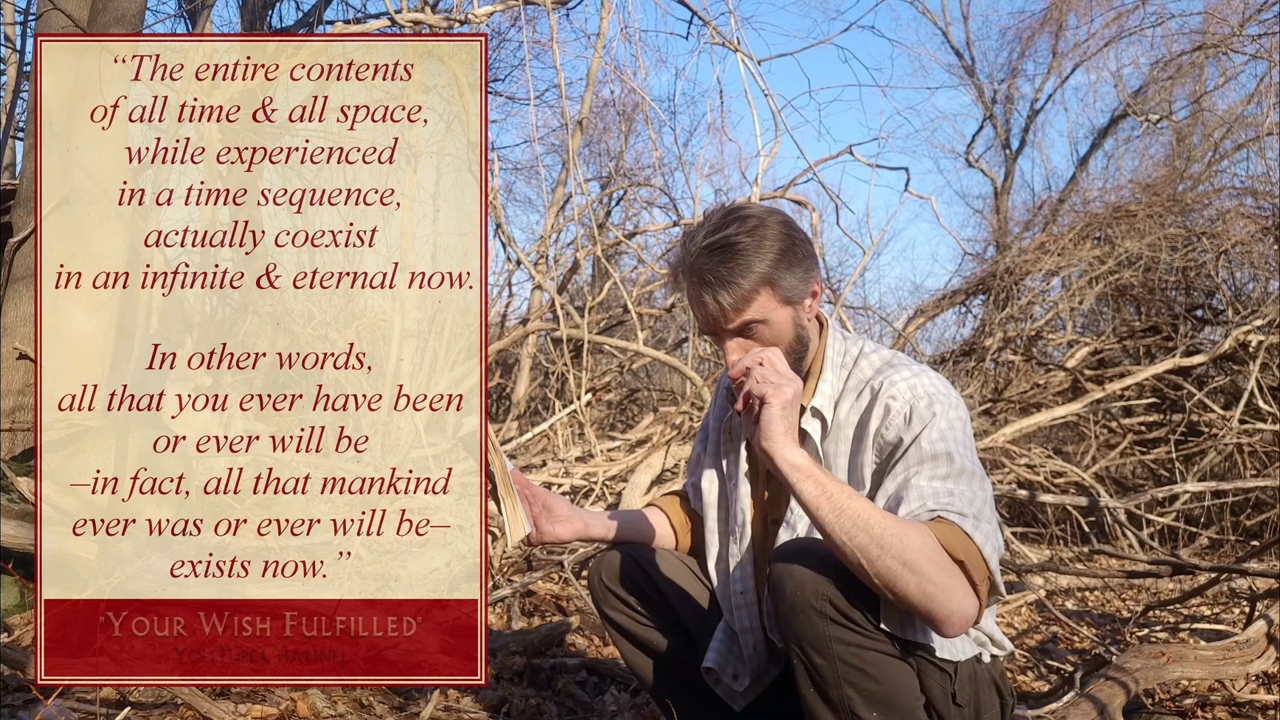 “The entire contents
of all time & all space,
while experienced
in a time sequence,
actually coexist
in an infinite & eternal now.
In other words,
all that you ever have been
or ever will be
–in fact, all that mankind
ever was or ever will be–
exists now.”
"Your Wish Fulfilled"
YouTube Channel